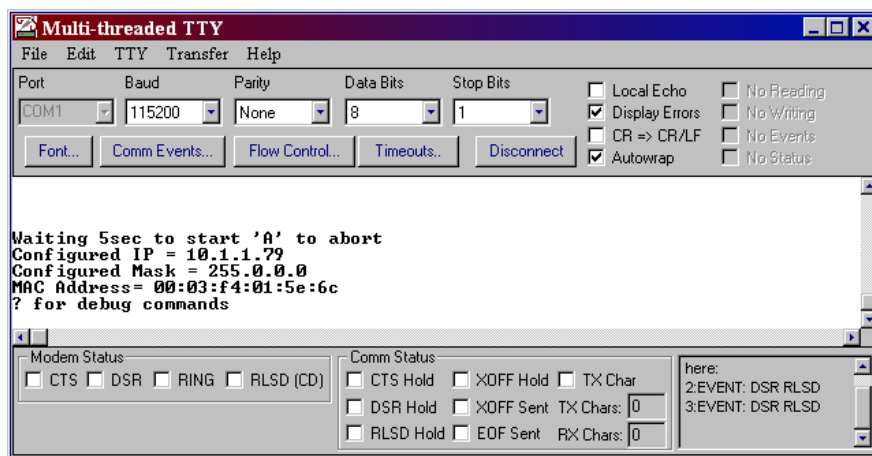 Multi-threaded TTY
File Edit TTY Transfer Help
Port Baud Parity Data Bits Stop Bits
COM1 115200 None 8 1
Font... Comm Events... Flow Control... Timeouts.. Disconnect
Local Echo No Reading
Display Errors No Writing
CR => CR/LF No Events
Autowrap No Status
Waiting 5sec to start 'A' to abort
Configured IP = 10.1.1.79
Configured Mask = 255.0.0.0
MAC Address= 00:03:f4:01:5e:6c
? for debug commands
Modem Status
CTS DSR RING RLSD (CD)
Comm Status
CTS Hold XOFF Hold TX Char
DSR Hold XOFF Sent TX Chars: 0
RLSD Hold EOF Sent RX Chars: 0
here:
2:EVENT: DSR RLSD
3:EVENT: DSR RLSD